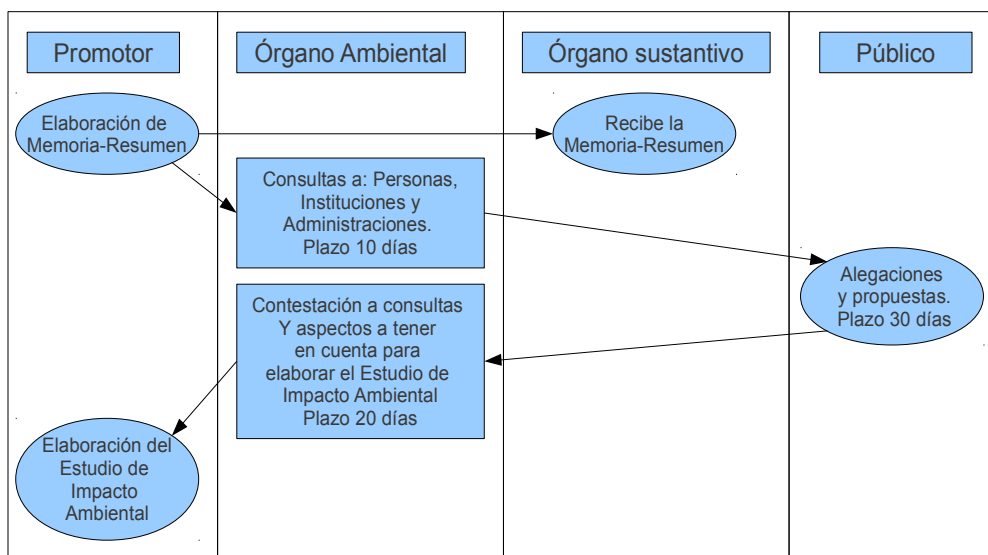 Promotor
Órgano Ambiental
Órgano sustantivo
Público
Elaboración de
Memoria-Resumen
Recibe la
Memoria-Resumen
Consultas a: Personas,
Instituciones y
Administraciones.
Plazo 10 días
Alegaciones
y propuestas.
Plazo 30 días
Contestación a consultas
Y aspectos a tener
en cuenta para
elaborar el Estudio de
Impacto Ambiental
Plazo 20 días
Elaboración del
Estudio de
Impacto
Ambiental